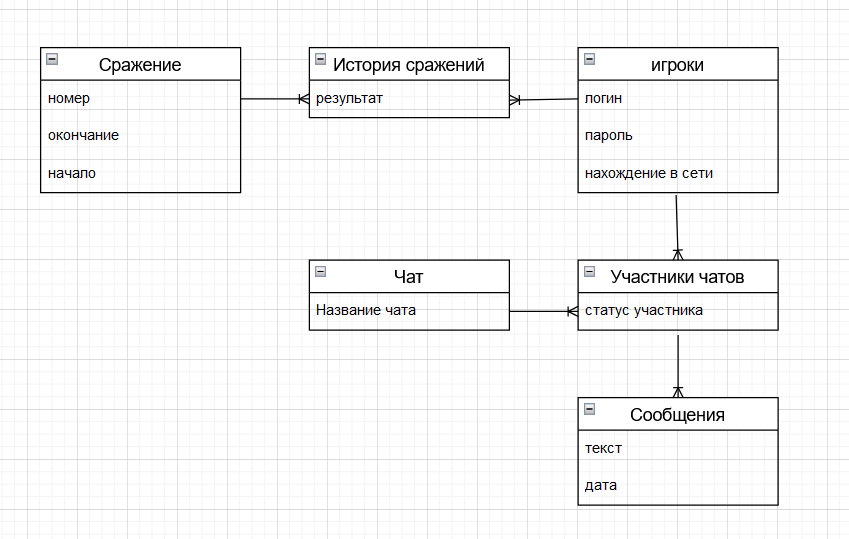 Сражение
номер
окончание
начало
История сражений
результат
игроки
логин
пароль
нахождение в сети
Чат
Название чата
Участники чатов
статус участника
Сообщения
текст
дата